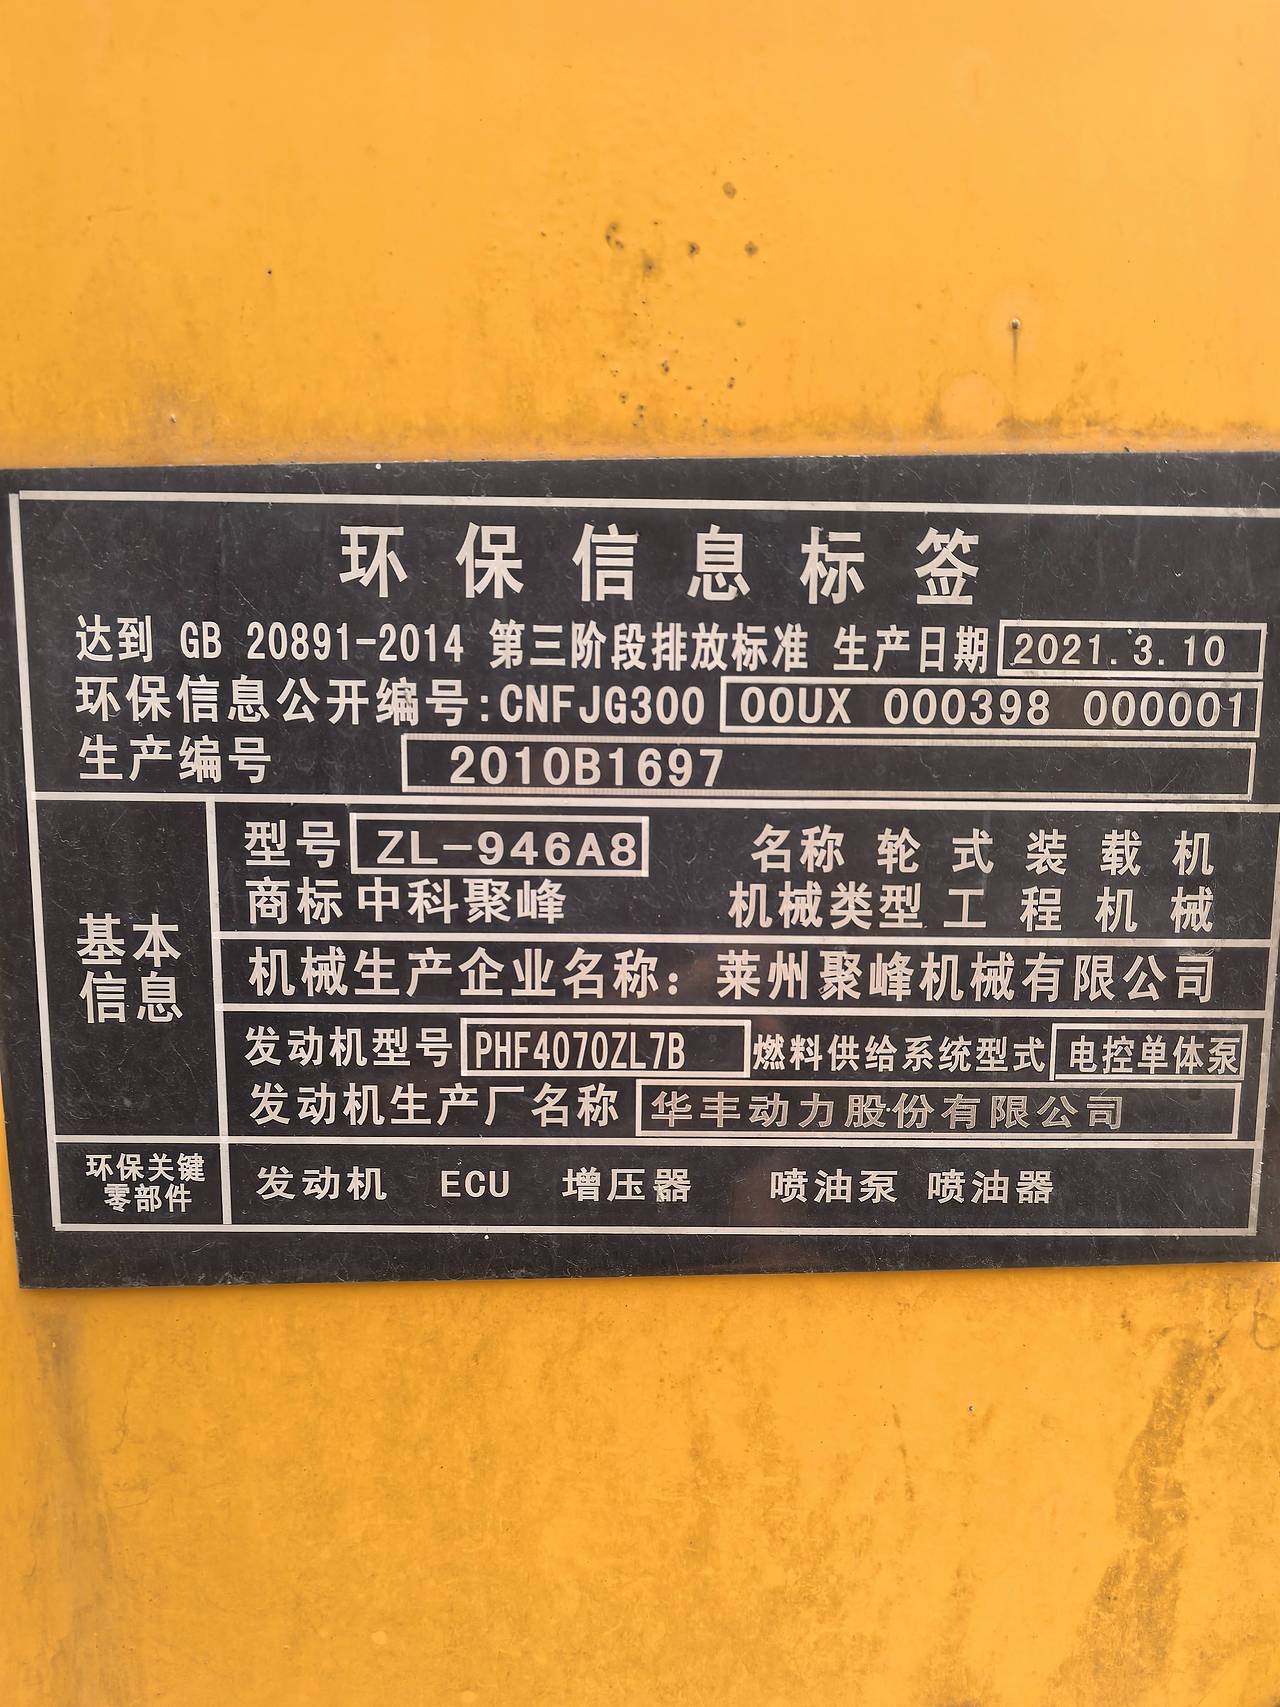 环保信息标签
达到 GB 20891-2014 第三阶段排放标准 生产日期 2021.3.10
环保信息公开编号:CNFJG300 00UX 000398 000001
生产编号 2010B1697
基本信息
型号 ZL-946A8 名称 轮式装载机
商标 中科聚峰 机械类型 工程机械
机械生产企业名称：莱州聚峰机械有限公司
发动机型号 PHF4070ZL7B 燃料供给系统型式 电控单体泵
发动机生产厂名称 华丰动力股份有限公司
环保关键零部件 发动机 ECU 增压器 喷油泵 喷油器